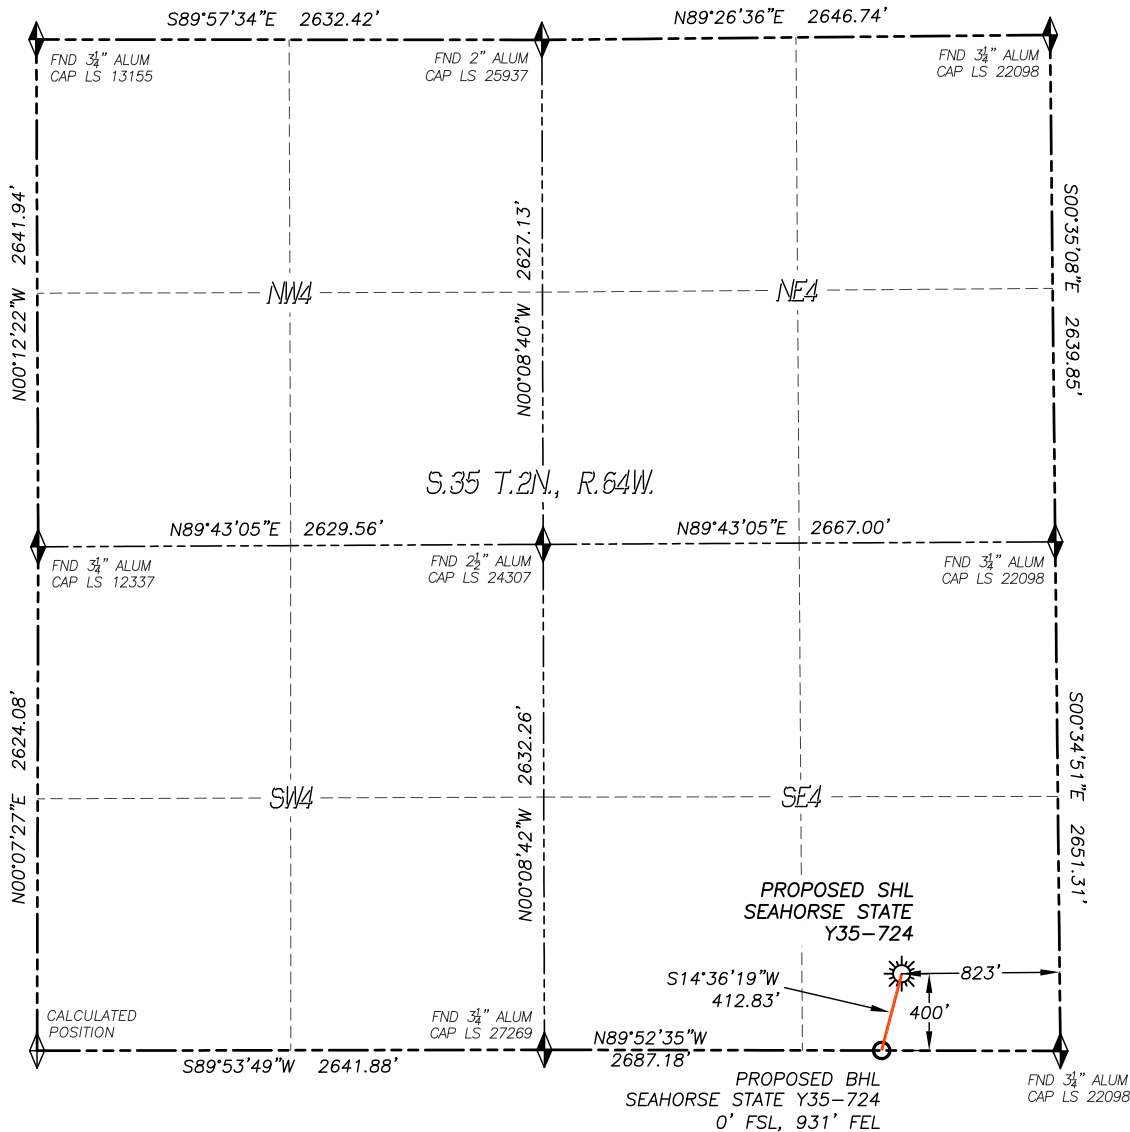 S89°57'34"E 2632.42'
N89°26'36"E 2646.74'
FND 3¼" ALUM
CAP LS 13155
FND 2" ALUM
CAP LS 25937
FND 3¼" ALUM
CAP LS 22098
N00°12'22"W 2641.94'
N00°08'40"W 2627.13'
S00°35'08"E 2639.85'
NW4
NE4
S.35 T.2N., R.64W.
N89°43'05"E 2629.56'
N89°43'05"E 2667.00'
FND 3¼" ALUM
CAP LS 12337
FND 2½" ALUM
CAP LS 24307
FND 3¼" ALUM
CAP LS 22098
N00°07'27"E 2624.08'
N00°08'42"W 2632.26'
S00°34'51"E 2651.31'
SW4
SE4
PROPOSED SHL
SEAHORSE STATE
Y35-724
S14°36'19"W
412.83'
823'
400'
CALCULATED
POSITION
FND 3¼" ALUM
CAP LS 27269
N89°52'35"W
2687.18'
S89°53'49"W 2641.88'
PROPOSED BHL
SEAHORSE STATE Y35-724
0' FSL, 931' FEL
FND 3¼" ALUM
CAP LS 22098